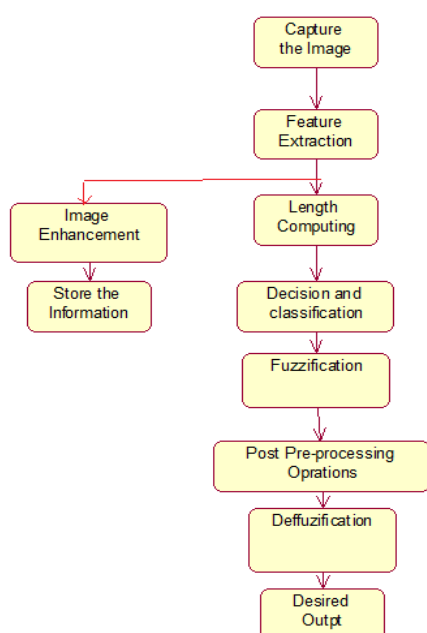 Capture
the Image
Feature
Extraction
Image
Enhancement
Length
Computing
Store the
Information
Decision and
classification
Fuzzification
Post Pre-processing
Oprations
Deffuzification
Desired
Outpt